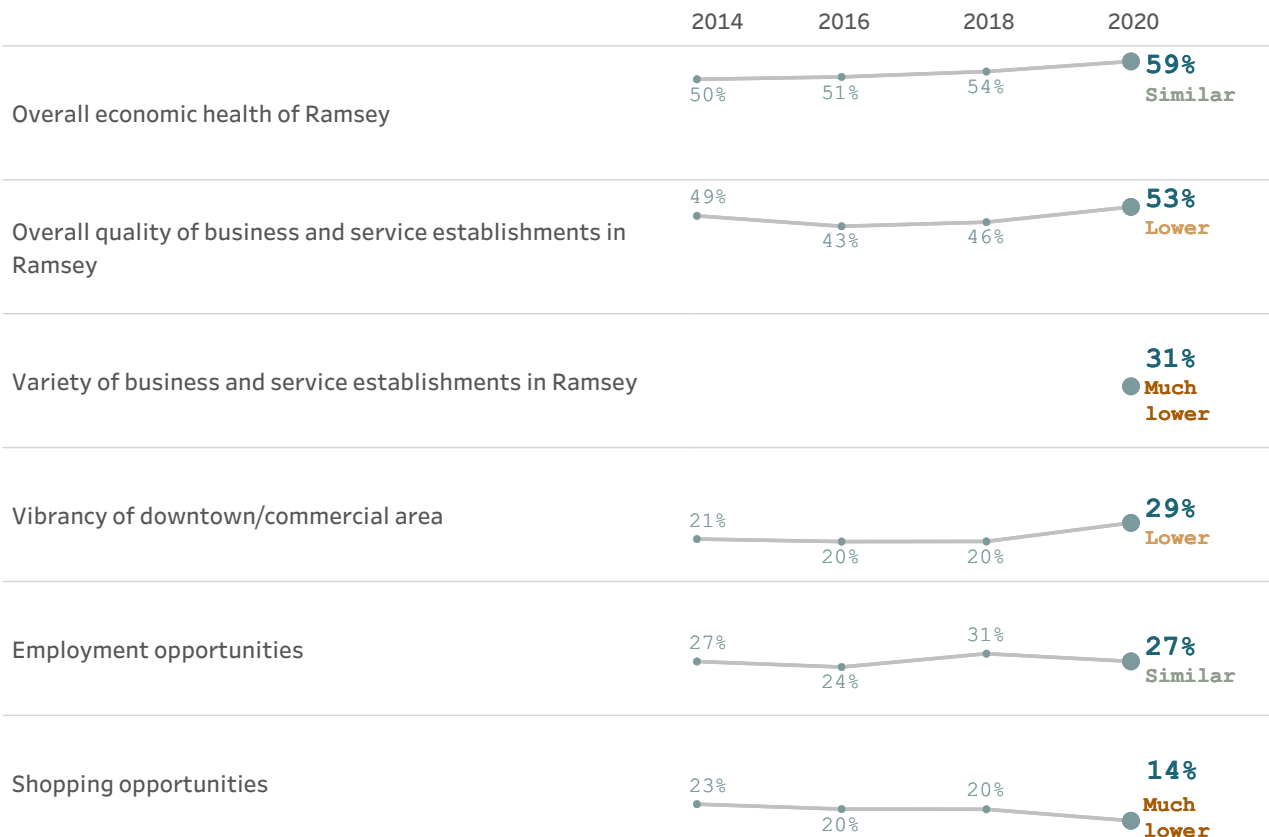 2014 2016 2018 2020
Overall economic health of Ramsey
50% 51% 54% 59%
Similar
Overall quality of business and service establishments in
Ramsey
49% 43% 46% 53%
Lower
Variety of business and service establishments in Ramsey
31%
Much
lower
Vibrancy of downtown/commercial area
21% 20% 20% 29%
Lower
Employment opportunities
27% 24% 31% 27%
Similar
Shopping opportunities
23% 20% 20% 14%
Much
lower